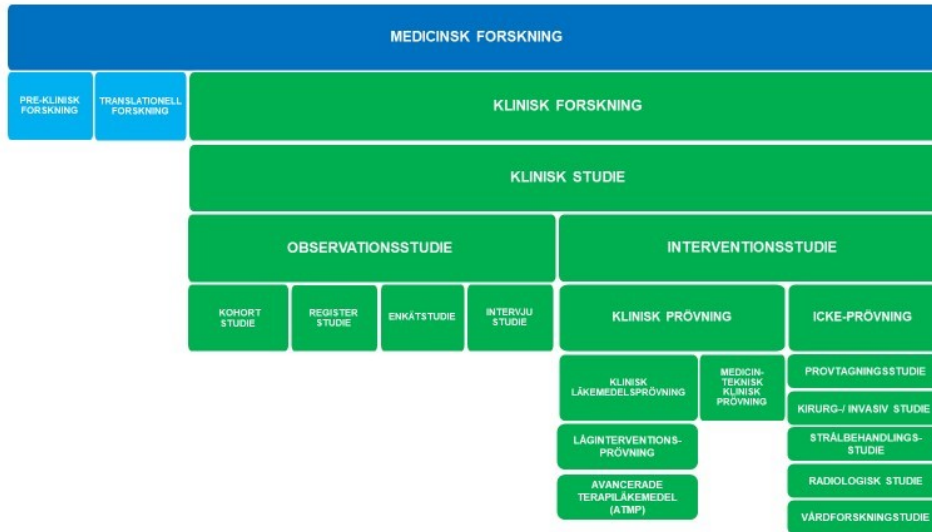 MEDICINSK FORSKNING
PRE-KLINISK
FORSKNING
TRANSLATIONELL
FORSKNING
KLINISK FORSKNING
KLINISK STUDIE
OBSERVATIONSSTUDIE
INTERVENTIONSSTUDIE
KOHORT
STUDIE
REGISTER
STUDIE
ENKÄTSTUDIE
INTERVJU
STUDIE
KLINISK PRÖVNING
ICKE-PRÖVNING
KLINISK
LÄKEMEDELSPRÖVNING
MEDICIN-
TEKNISK
KLINISK
PRÖVNING
PROVTAGNINGSSTUDIE
KIRURG-/ INVASIV STUDIE
LÅGINTERVENTIONS-
PRÖVNING
STRÅLBEHANDLINGS-
STUDIE
AVANCERADE
TERAPILÄKEMEDEL
(ATMP)
RADIOLOGISK STUDIE
VÅRDFORSKNINGSTUDIE